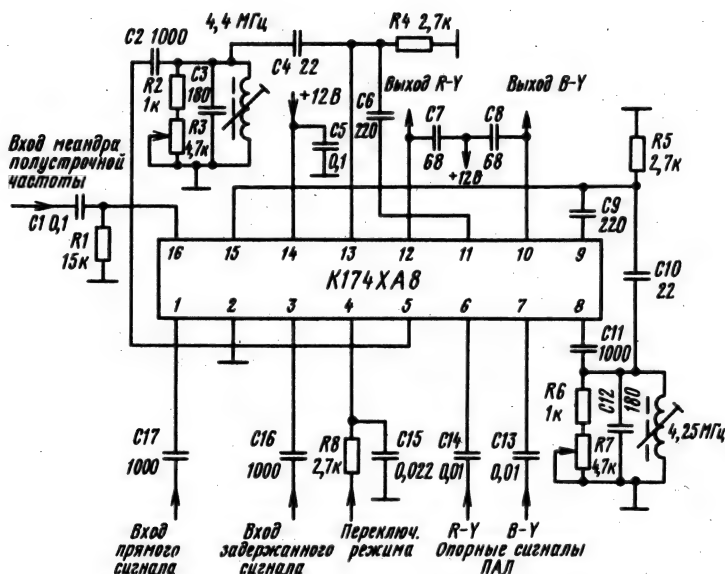 4,4 МГц
C2 1000
R2
1к
C3
180
R3
4,7к
C4 22
R4 2,7к
+12В
C5
0,1
C6
220
Выход R-Y
Выход B-Y
C7
68
C8
68
+12В
R5
2,7к
Вход меандра
полустрочной
частоты
C1 0,1
R1
15к
C9
220
C10
22
16 15 14 13 12 11 10 9
К174ХА8
1 2 3 4 5 6 7 8
C11
1000
R6
1к
C12
180
R7
4,7к
4,25МГц
C17
1000
C16
1000
R8
2,7к
C15
0,022
C14
0,01
C13
0,01
Вход
прямого
сигнала
Вход
задержанного
сигнала
Переключ.
режима
R-Y B-Y
Опорные сигналы
ПАЛ